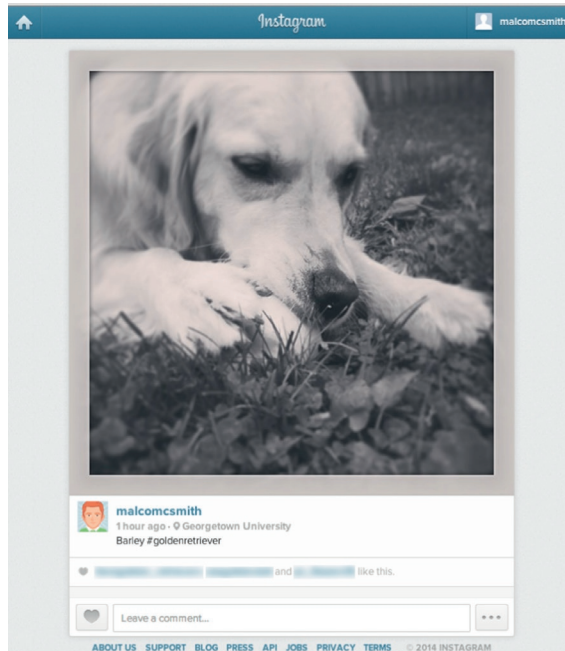 Instagram
malcomcsmith
malcomcsmith
1 hour ago · Georgetown University
Barley #goldenretriever
and like this.
Leave a comment...
ABOUT US SUPPORT BLOG PRESS API JOBS PRIVACY TERMS © 2014 INSTAGRAM